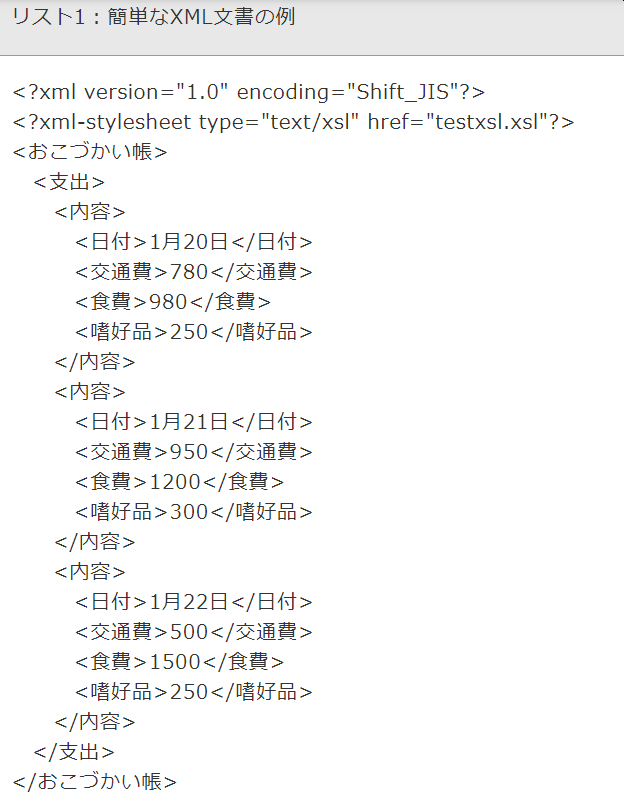 リスト1：簡単なXML文書の例
<?xml version="1.0" encoding="Shift_JIS"?>
<?xml-stylesheet type="text/xsl" href="testxsl.xsl"?>
<おこづかい帳>
  <支出>
    <内容>
      <日付>1月20日</日付>
      <交通費>780</交通費>
      <食費>980</食費>
      <嗜好品>250</嗜好品>
    </内容>
    <内容>
      <日付>1月21日</日付>
      <交通費>950</交通費>
      <食費>1200</食費>
      <嗜好品>300</嗜好品>
    </内容>
    <内容>
      <日付>1月22日</日付>
      <交通費>500</交通費>
      <食費>1500</食費>
      <嗜好品>250</嗜好品>
    </内容>
  </支出>
</おこづかい帳>